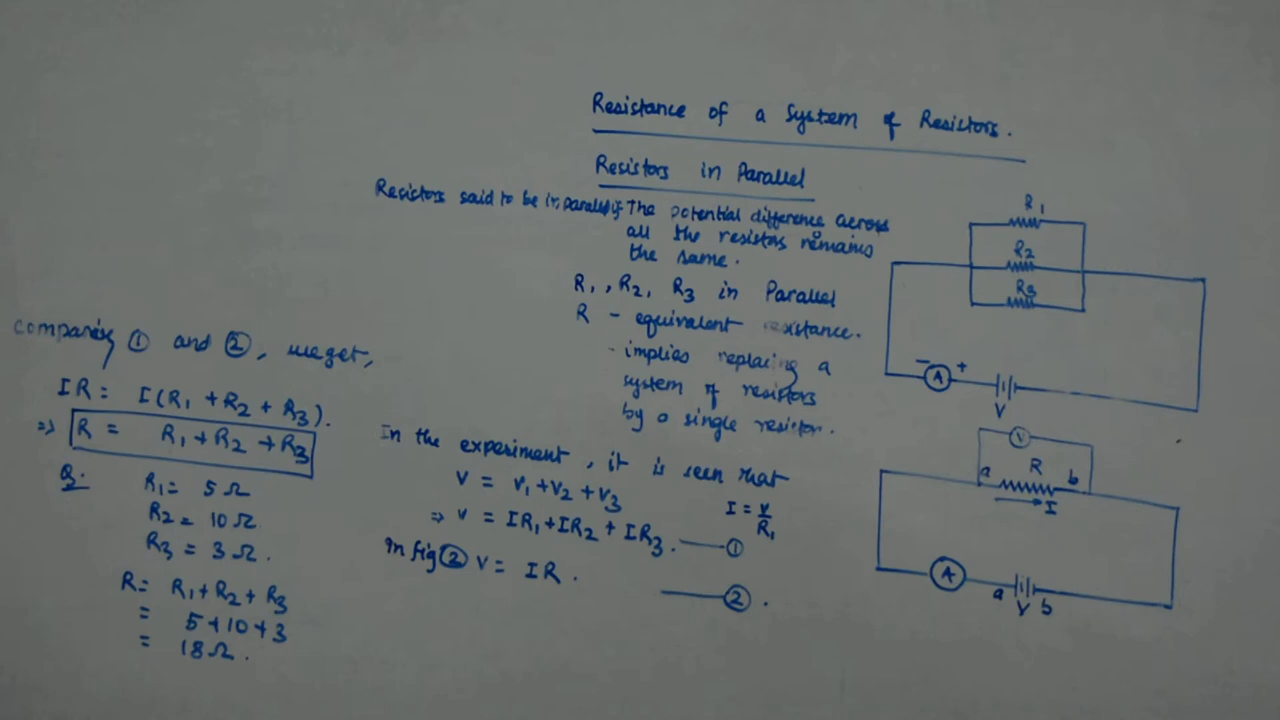 Resistance of a System of Resistors.
Resistors in Parallel
Resistors said to be in parallel if The potential difference across
all the resistors remains
the same.
R₁, R₂, R₃ in Parallel
R - equivalent resistance.
- implies replacing a
system of resistors
by a single resistor.
In the experiment, it is seen that
V = V₁+V₂+V₃
I = V/R₁
⇒ V = IR₁+IR₂+IR₃. —①
In fig ② V = IR. —②.
Comparing ① and ②, we get,
IR = I(R₁+R₂+R₃).
⇒ R = R₁+R₂+R₃
Q:
R₁ = 5Ω
R₂ = 10Ω
R₃ = 3Ω.
R = R₁+R₂+R₃
= 5+10+3
= 18Ω.
R₁
R₂
R₃
- A +
V
V
a R b
I
A
a V b